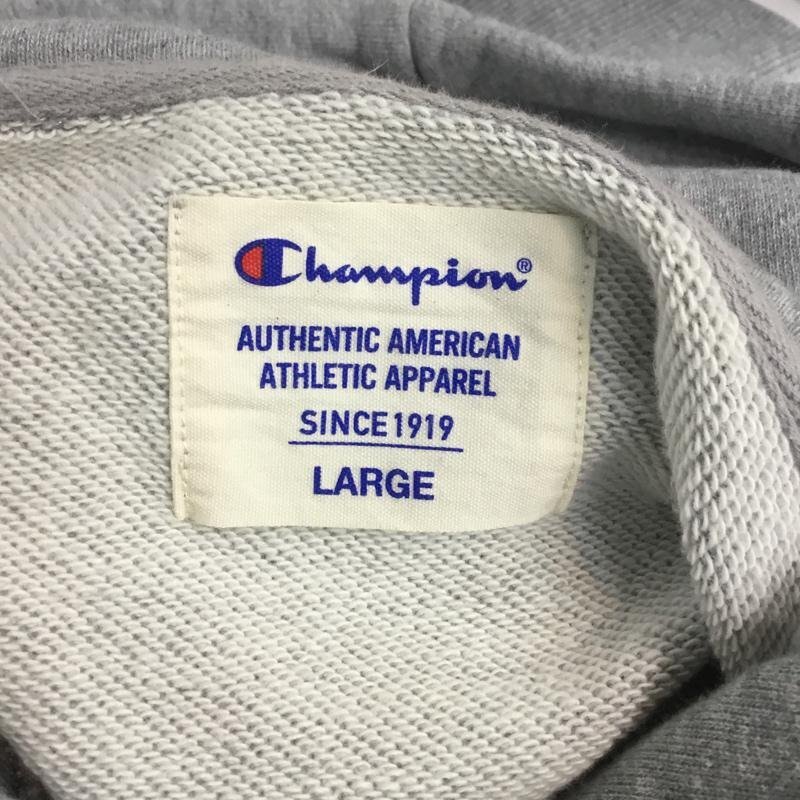 Champion®
AUTHENTIC AMERICAN
ATHLETIC APPAREL
SINCE 1919
LARGE